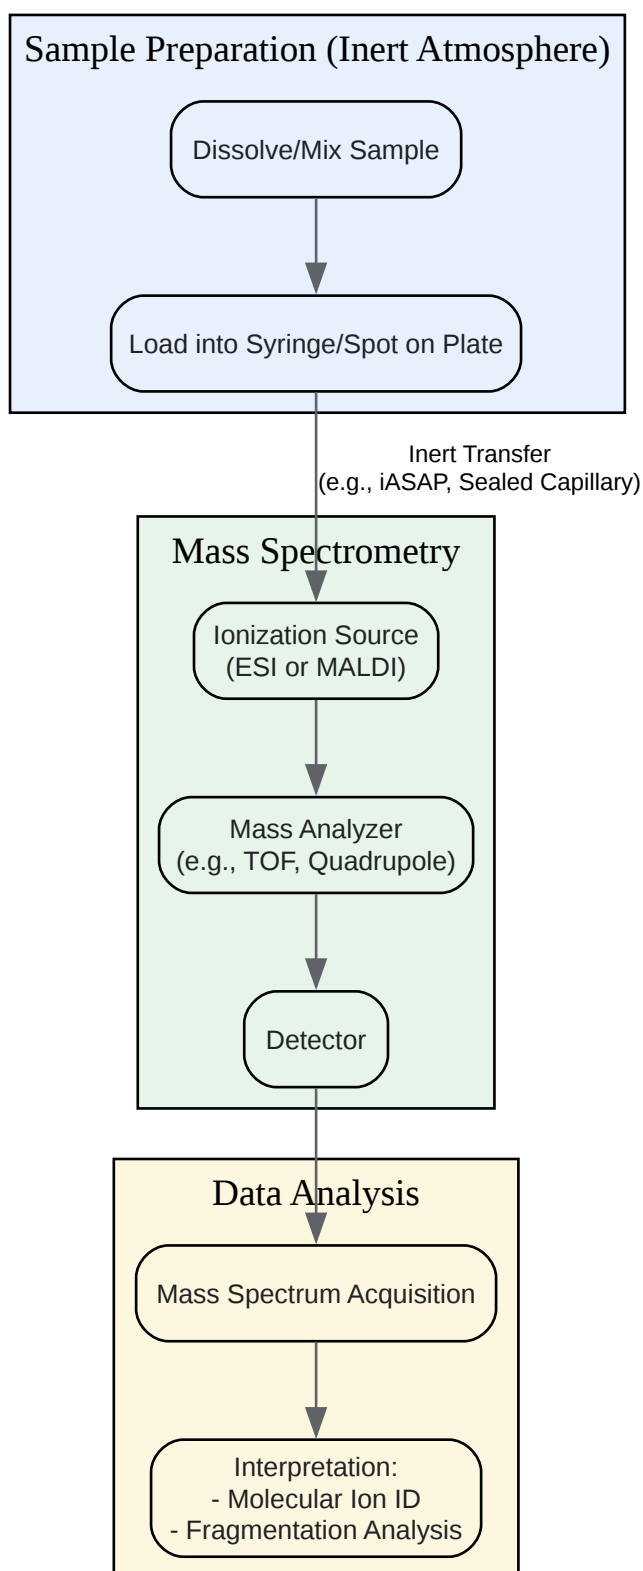 Sample Preparation (Inert Atmosphere)
Dissolve/Mix Sample
Load into Syringe/Spot on Plate
Inert Transfer
(e.g., iASAP, Sealed Capillary)
Mass Spectrometry
Ionization Source
(ESI or MALDI)
Mass Analyzer
(e.g., TOF, Quadrupole)
Detector
Data Analysis
Mass Spectrum Acquisition
Interpretation:
- Molecular Ion ID
- Fragmentation Analysis